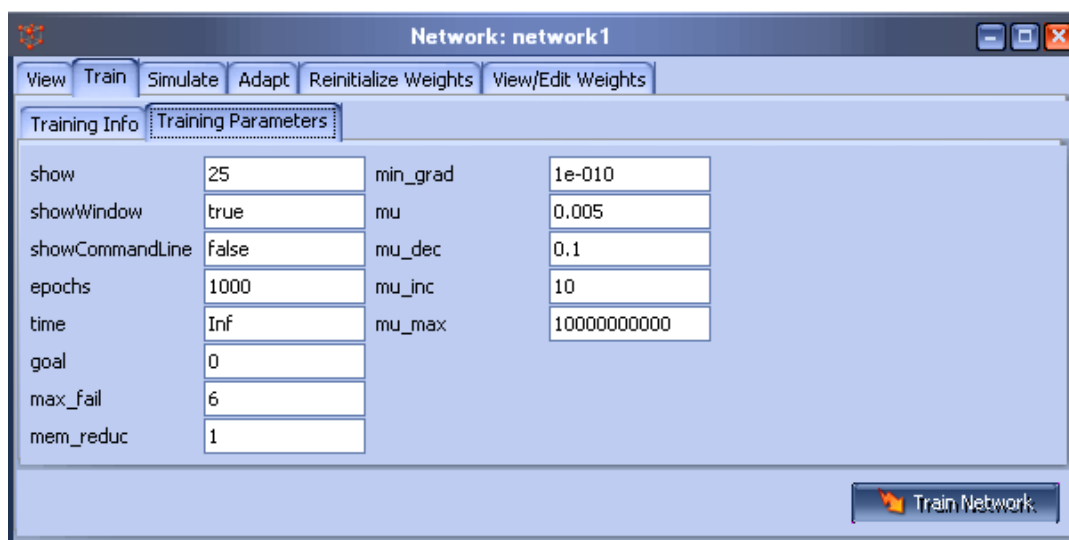 Network: network1
View Train Simulate Adapt Reinitialize Weights View/Edit Weights
Training Info Training Parameters
show 25 min_grad 1e-010
showWindow true mu 0.005
showCommandLine false mu_dec 0.1
epochs 1000 mu_inc 10
time Inf mu_max 10000000000
goal 0
max_fail 6
mem_reduc 1
Train Network